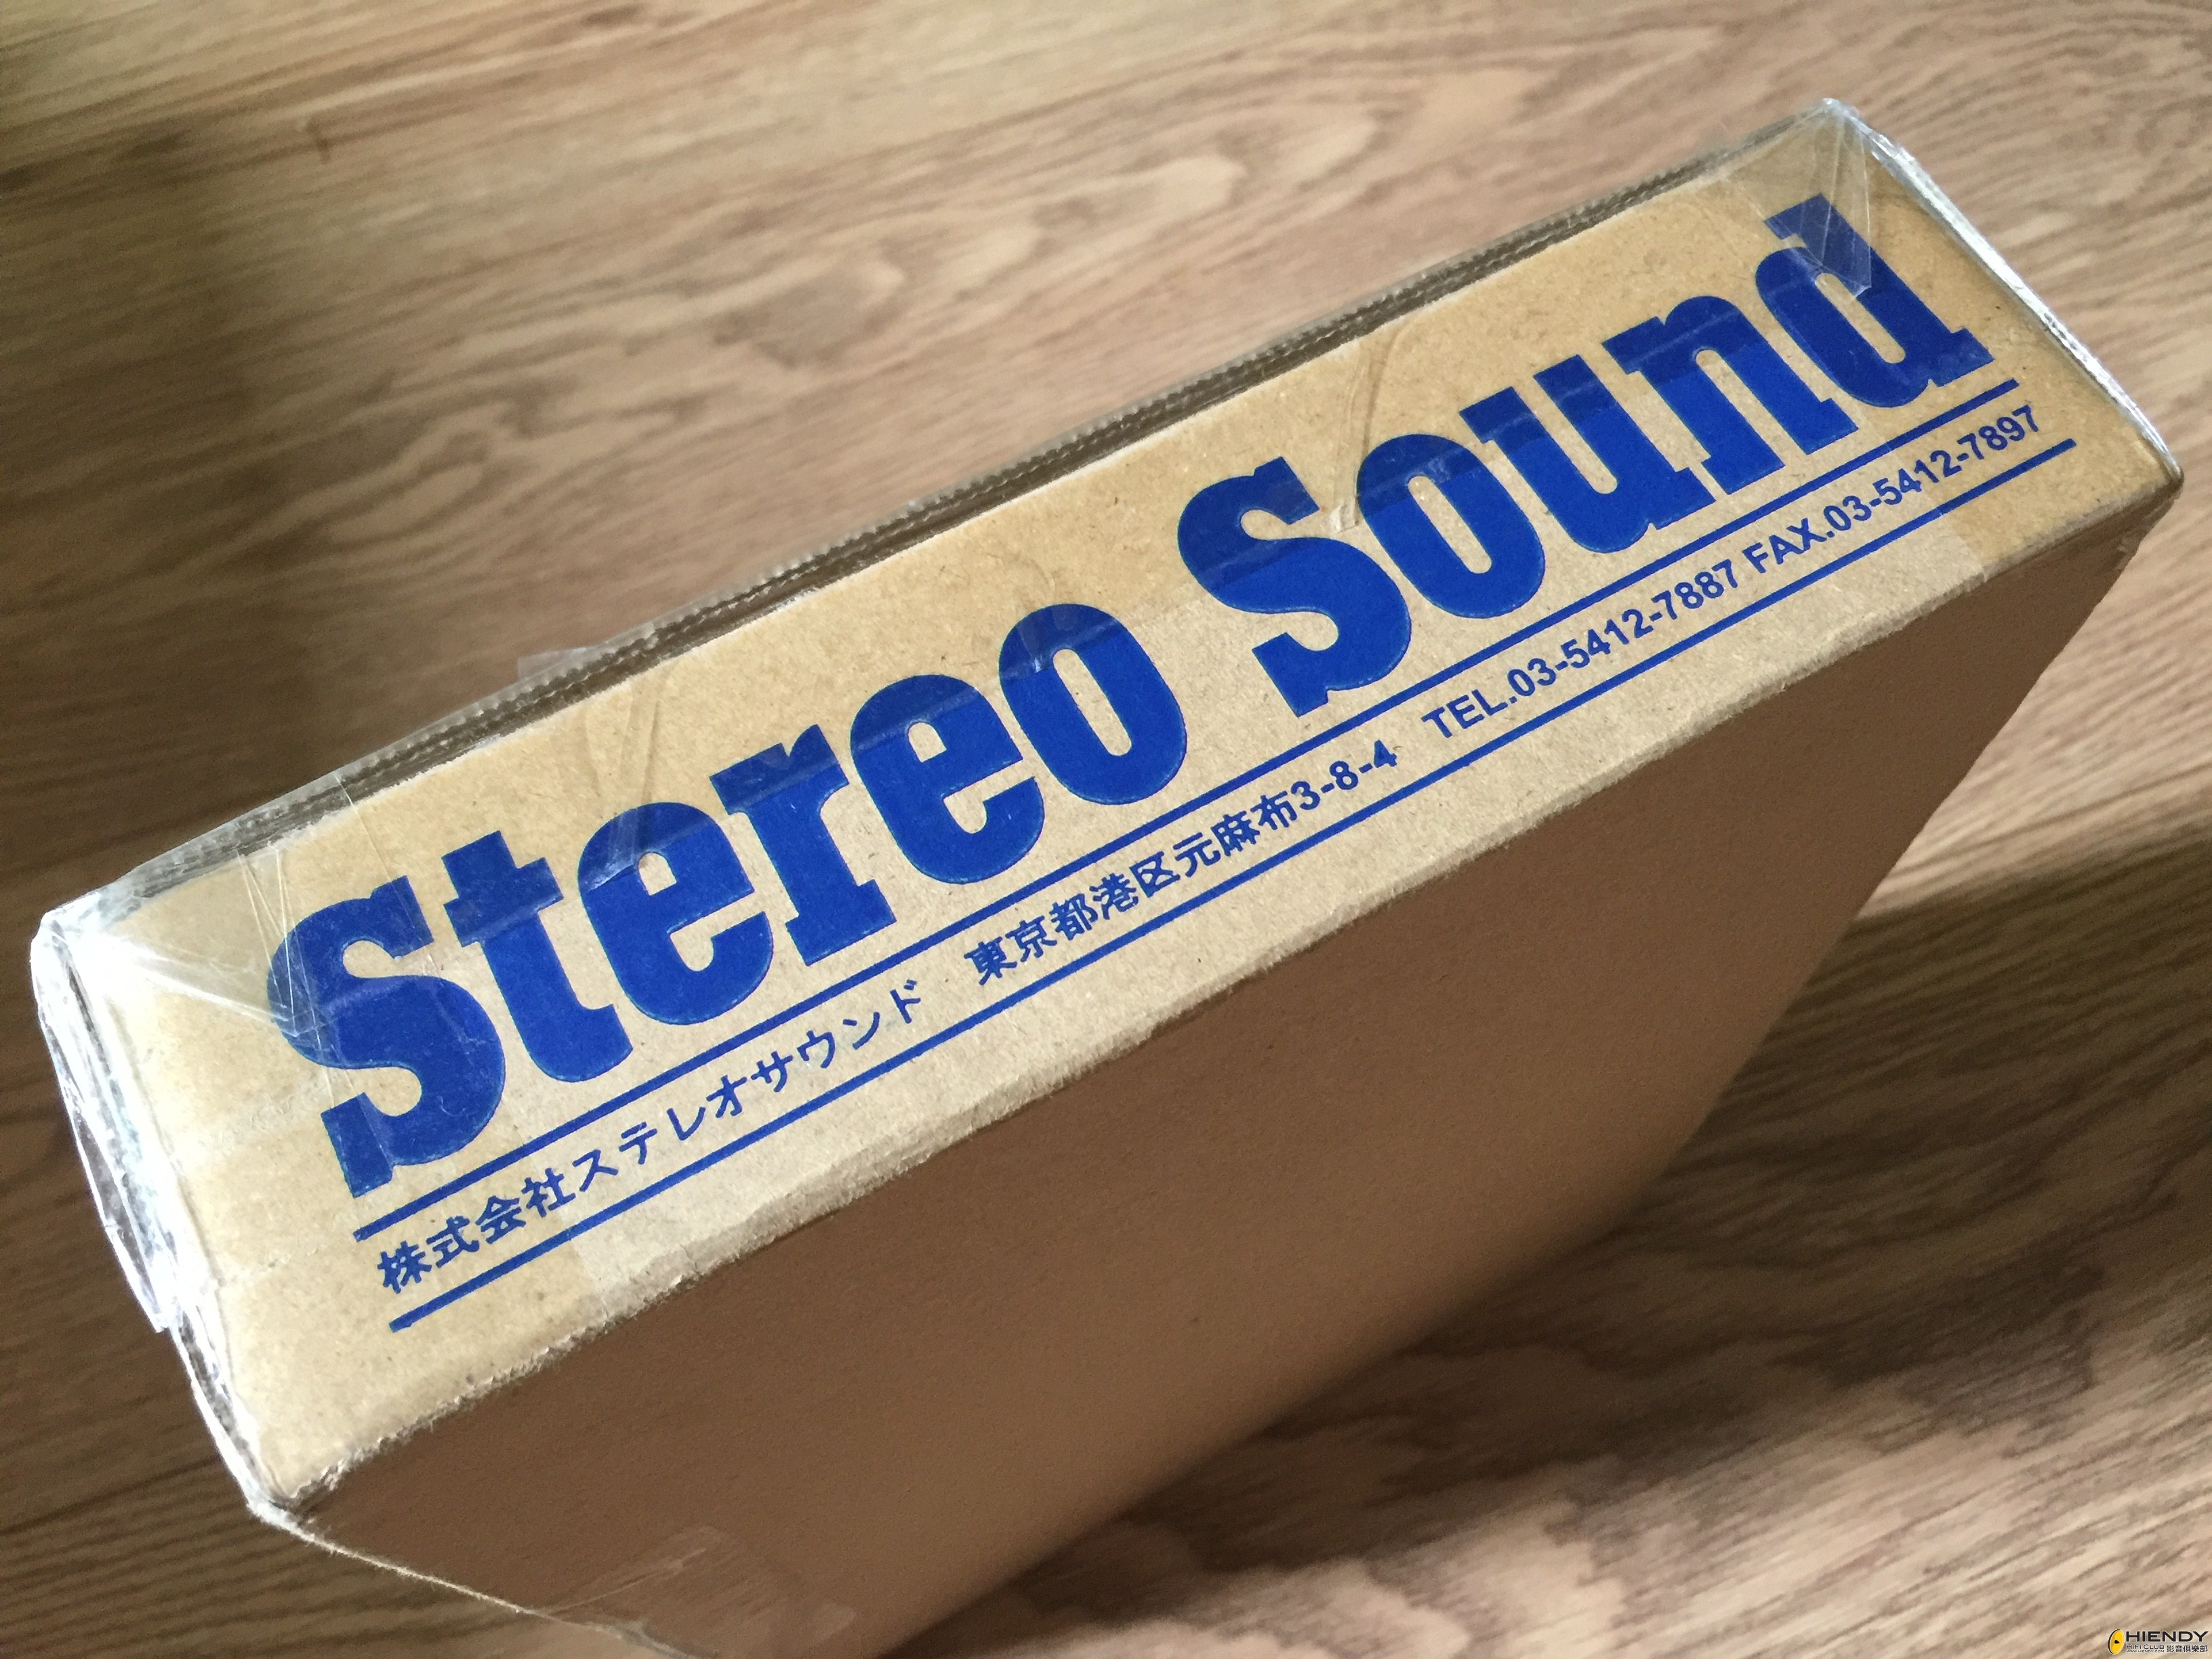 Stereo Sound
株式会社ステレオサウンド 東京都港区元麻布3-8-4 TEL.03-5412-7887 FAX.03-5412-7897
HIENDY
HiFi CLUB 影音俱樂部